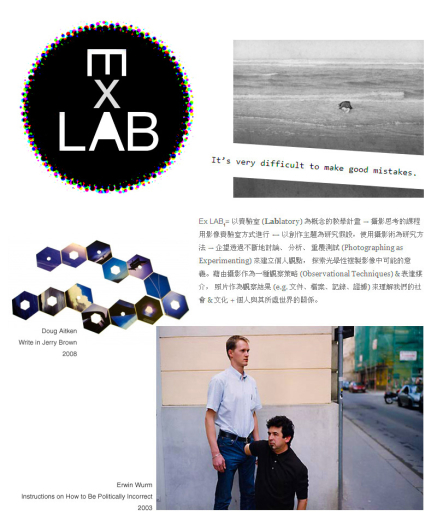 Ex
LAB
It's very difficult to make good mistakes.
Ex LAB,= 以實驗室 (Lablatory) 為概念的教學計畫 — 攝影思考的課程
用影像實驗室方式進行 --- 以創作主題為研究假設，使用攝影術為研究方
法 — 企望透過不斷地討論、 分析、 重覆測試 (Photographing as
Experimenting) 來建立個人觀點， 探索光學性複製影像中可能的意
義。藉由攝影作為一種觀察策略 (Observational Techniques) & 表達媒
介， 照片作為觀察結果 (e.g. 文件、檔案、記錄、證據) 來理解我們的社
會 & 文化 + 個人與其所處世界的關係。
Doug Aitken
Write in Jerry Brown
2008
Erwin Wurm
Instructions on How to Be Politically Incorrect
2003